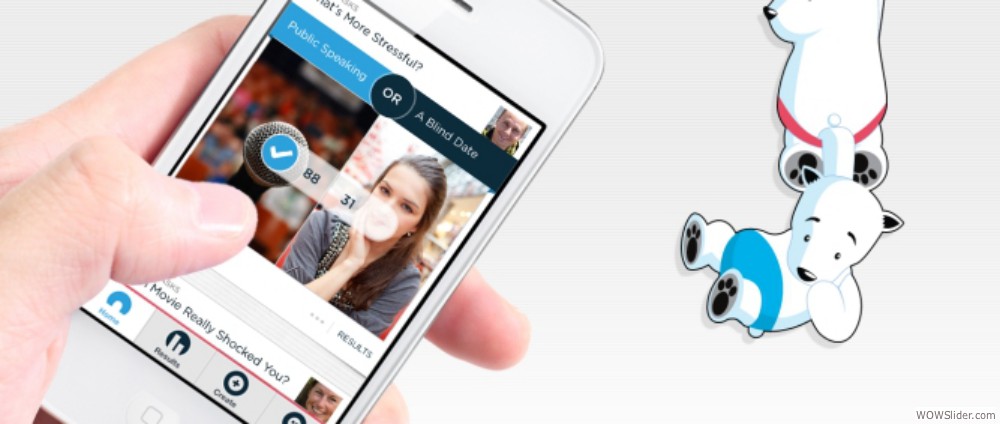 What's More Stressful?
Public Speaking
OR
A Blind Date
88
31
RESULTS
Movie Really Shocked You?
Home
Results
Create
WOWSlider.com